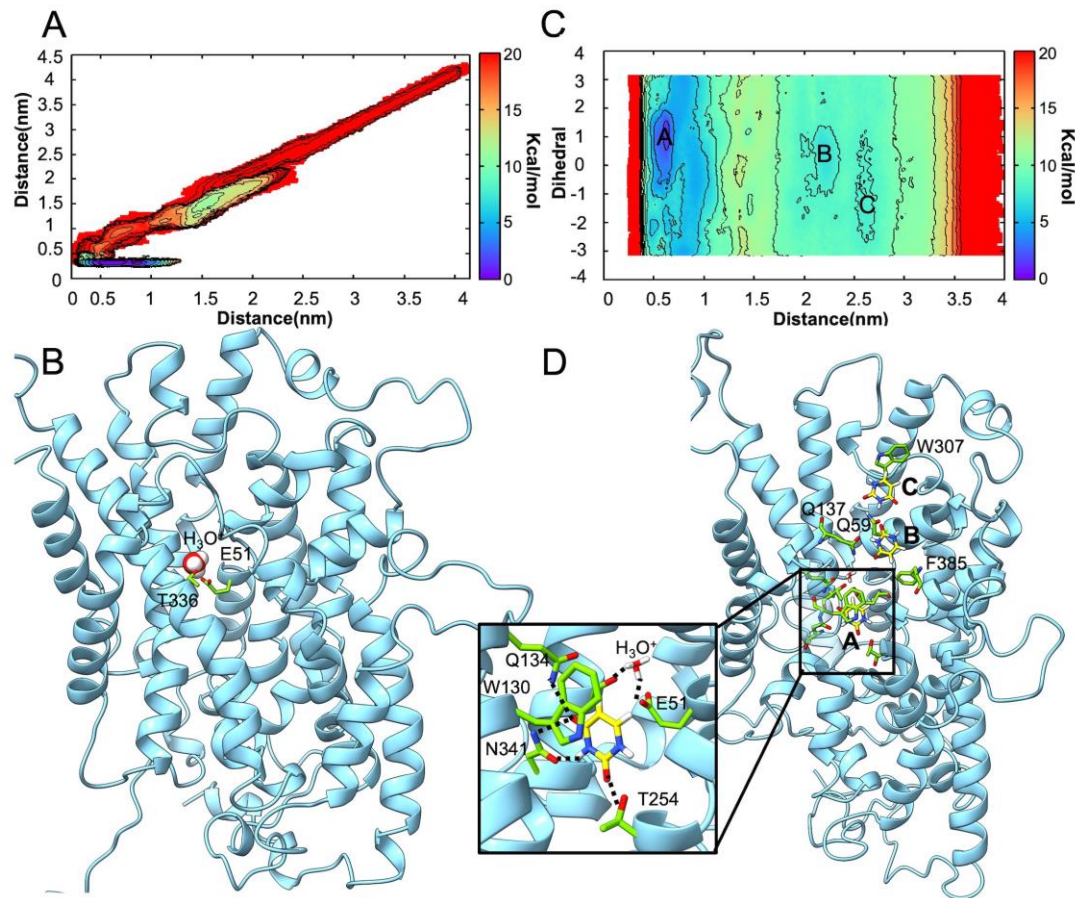 A
Distance(nm)
4.5
4
3.5
3
2.5
2
1.5
1
0.5
0
0 0.5 1 1.5 2 2.5 3 3.5 4
Distance(nm)
20
15
10
5
0
Kcal/mol
C
Dihedral
4
3
2
1
0
-1
-2
-3
-4
A
B
C
0 0.5 1 1.5 2 2.5 3 3.5 4
Distance(nm)
20
15
10
5
0
Kcal/mol
B
H3O+
E51
T336
D
W307
C
Q137
Q59
B
F385
A
Q134
H3O+
W130
E51
N341
T254